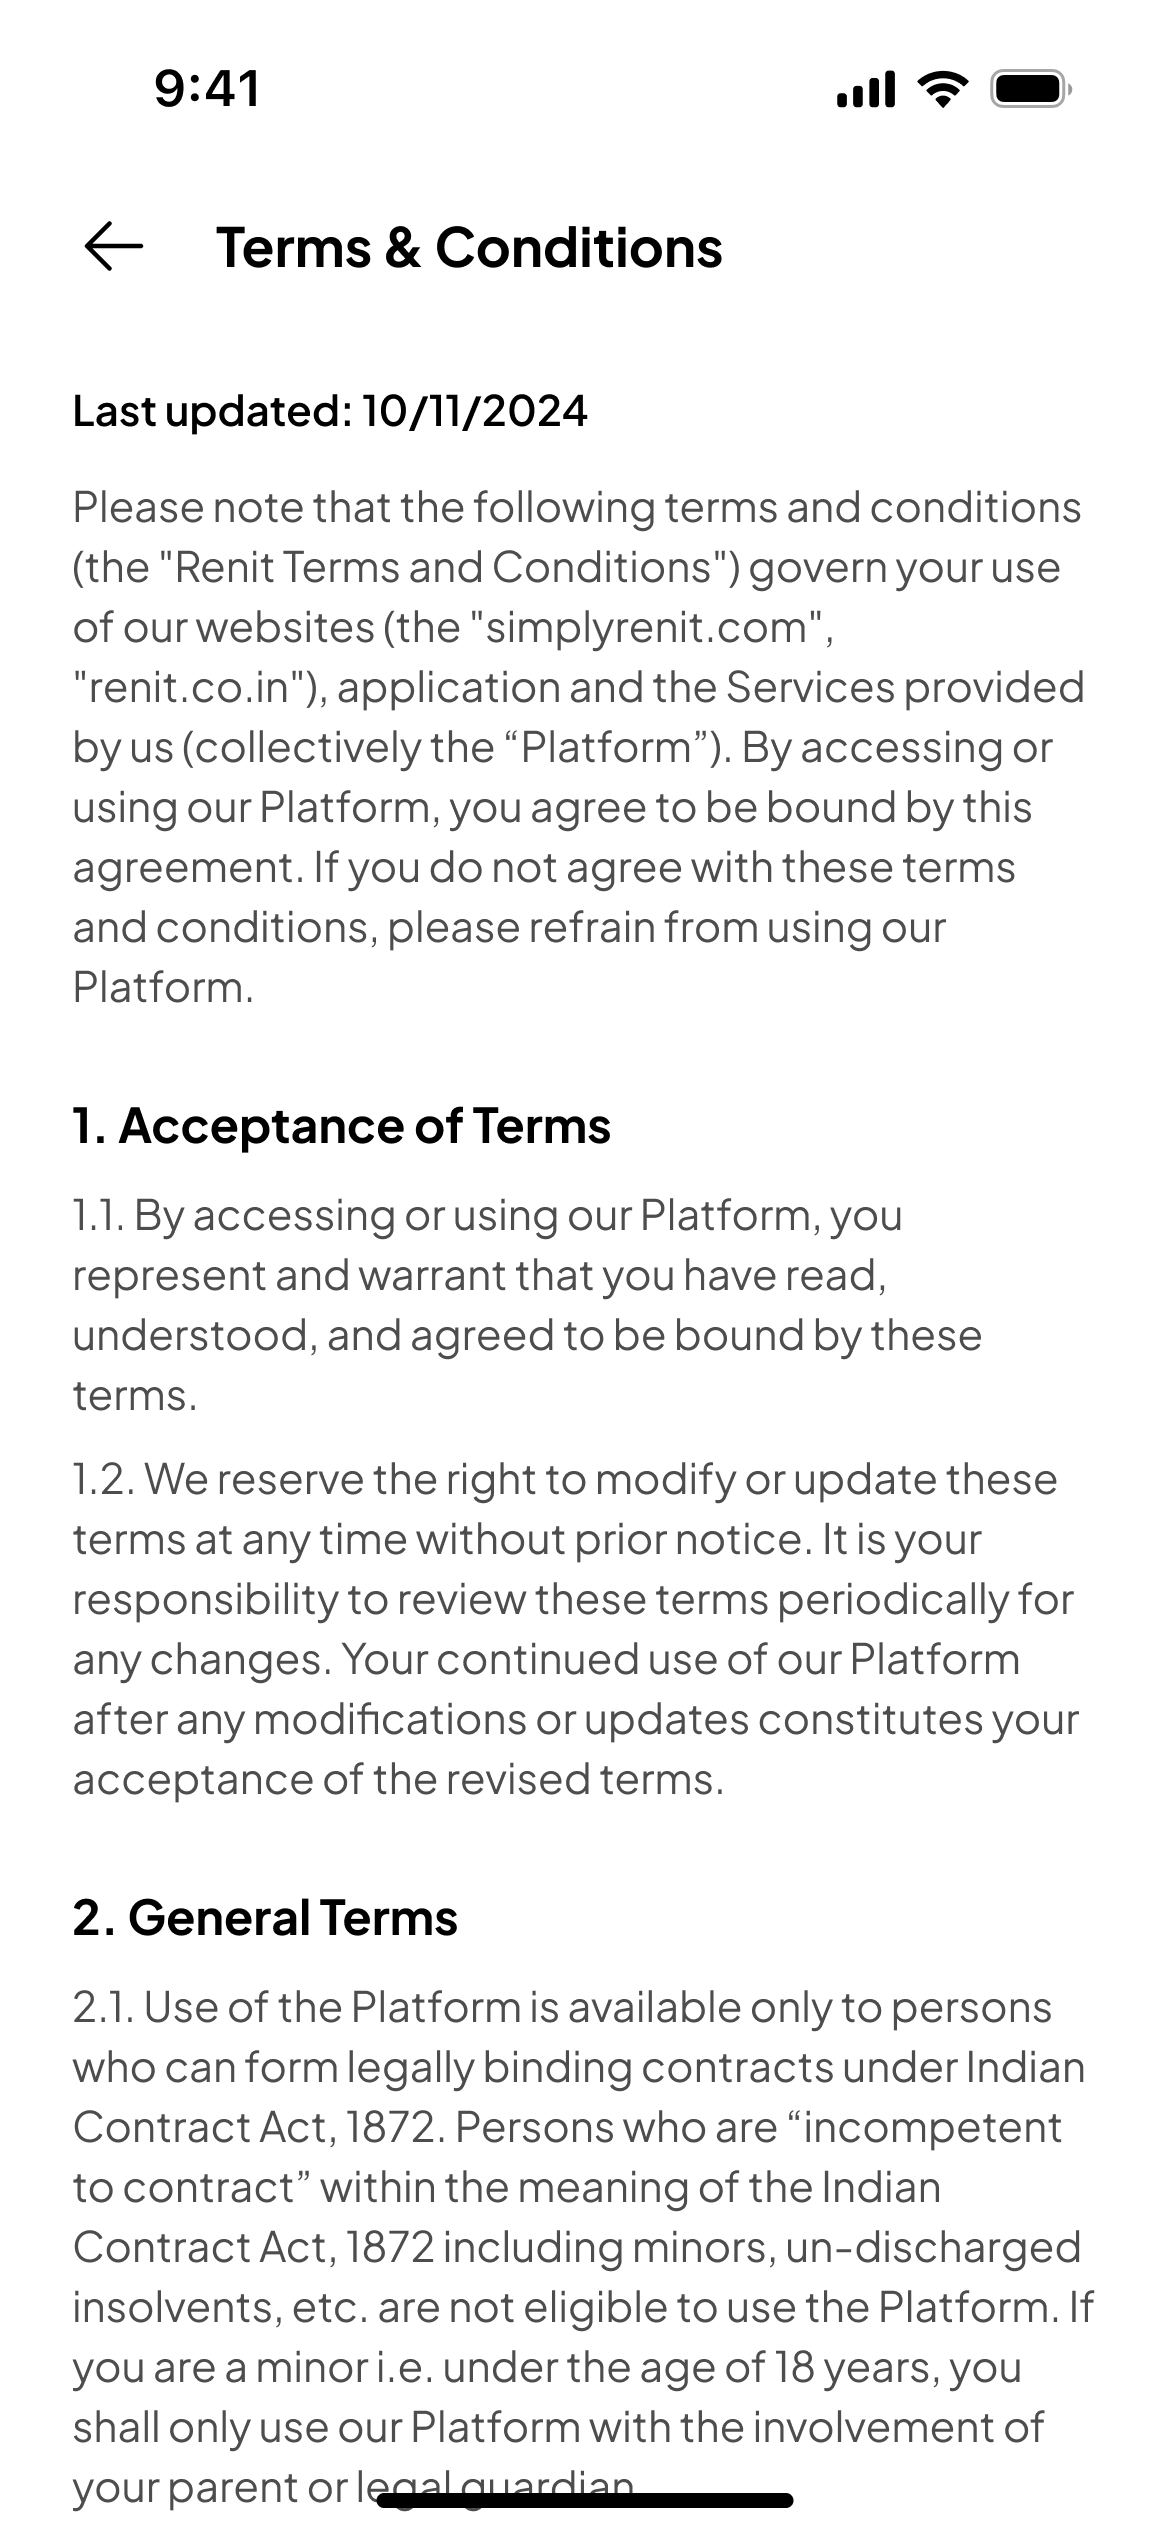 9:41
Terms & Conditions
Last updated: 10/11/2024
Please note that the following terms and conditions
(the "Renit Terms and Conditions") govern your use
of our websites (the "simplyrenit.com",
"renit.co.in"), application and the Services provided
by us (collectively the “Platform”). By accessing or
using our Platform, you agree to be bound by this
agreement. If you do not agree with these terms
and conditions, please refrain from using our
Platform.
1. Acceptance of Terms
1.1. By accessing or using our Platform, you
represent and warrant that you have read,
understood, and agreed to be bound by these
terms.
1.2. We reserve the right to modify or update these
terms at any time without prior notice. It is your
responsibility to review these terms periodically for
any changes. Your continued use of our Platform
after any modifications or updates constitutes your
acceptance of the revised terms.
2. General Terms
2.1. Use of the Platform is available only to persons
who can form legally binding contracts under Indian
Contract Act, 1872. Persons who are “incompetent
to contract” within the meaning of the Indian
Contract Act, 1872 including minors, un-discharged
insolvents, etc. are not eligible to use the Platform. If
you are a minor i.e. under the age of 18 years, you
shall only use our Platform with the involvement of
your parent or legal guardian